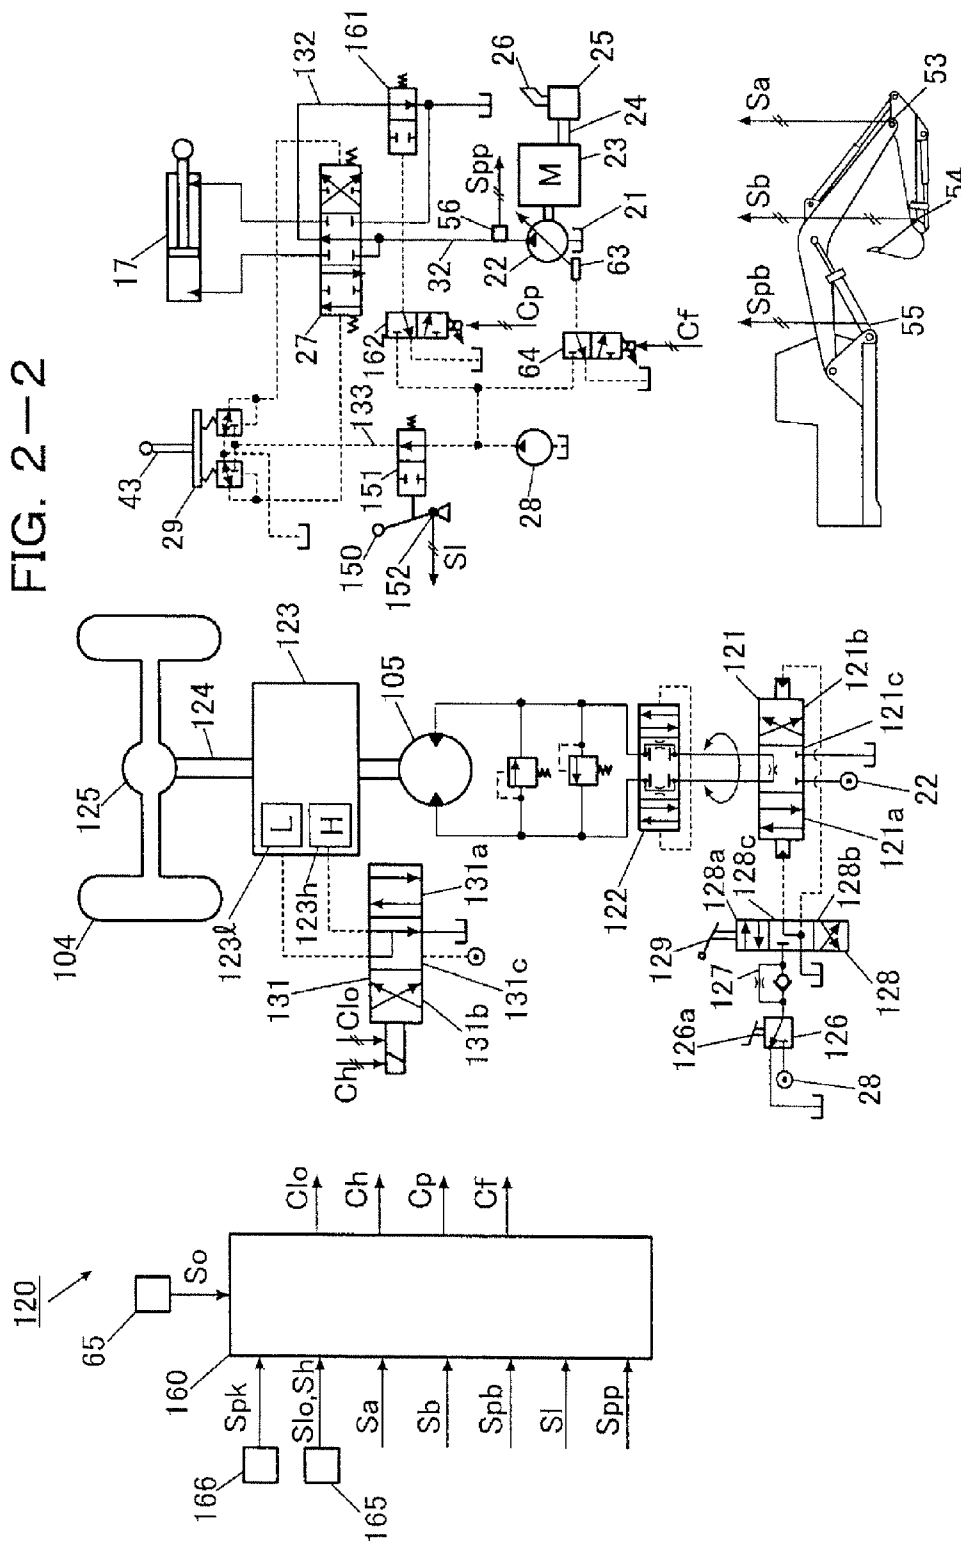 FIG. 2-2
120
65
So
160
166
Spk
165
Slo,Sh
Sa
Sb
Spb
Sl
Spp
Clo
Ch
Cp
Cf
104
125
124
123
L
H
123ℓ
123h
105
131
131a
131b
131c
Clo
Ch
122
121
121a
121b
121c
22
128
128a
128b
128c
129
127
126
126a
28
43
29
17
27
132
161
162
133
150
151
152
Sl
28
64
Cp
Cf
32
56
Spp
22
21
63
M
23
24
25
26
Spb
Sb
Sa
55
54
53